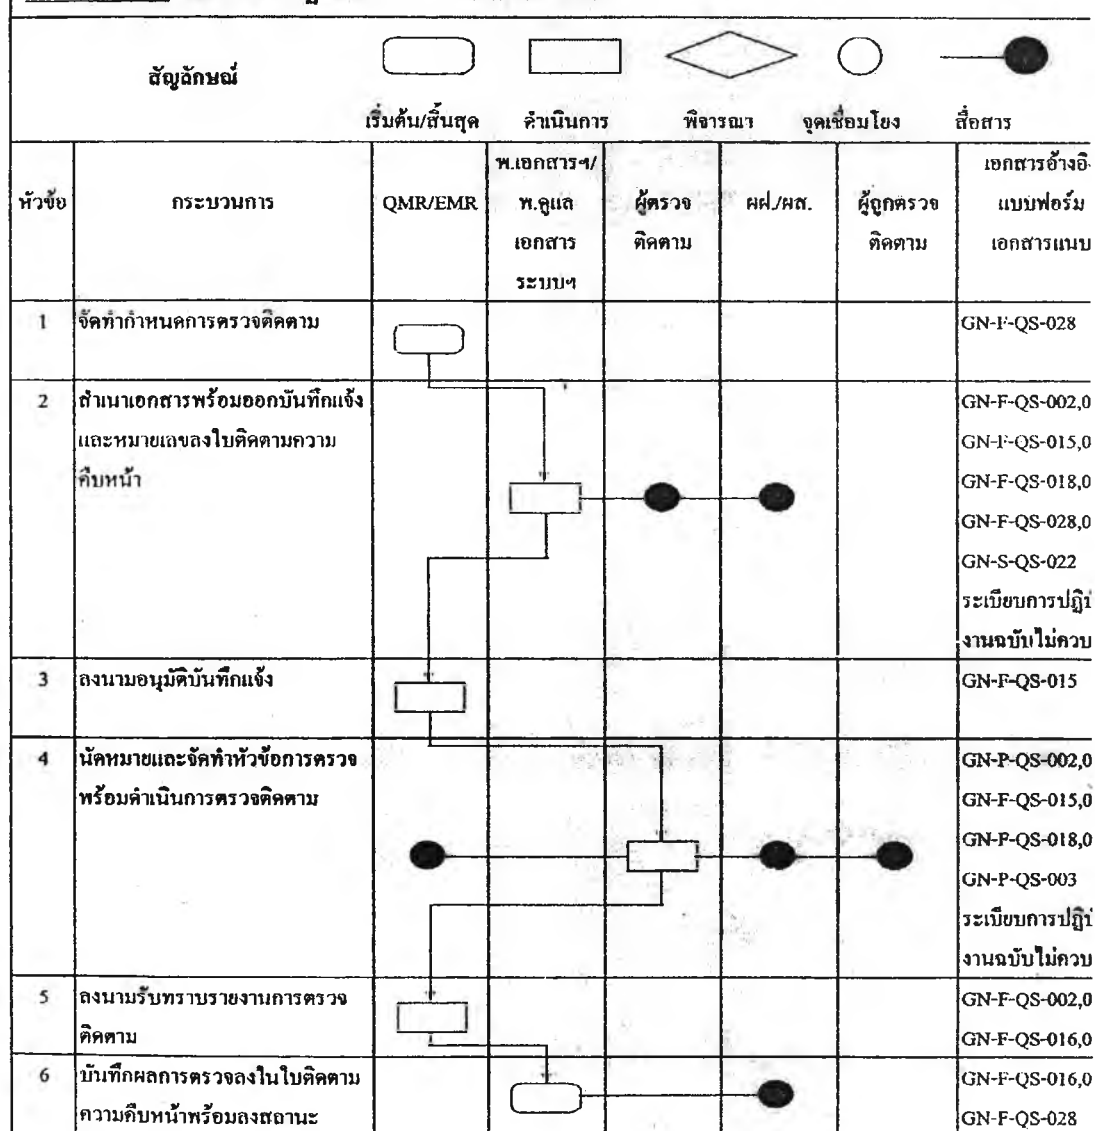 สัญลักษณ์
เริ่มต้น/สิ้นสุด ดำเนินการ พิจารณา จุดเชื่อมโยง สื่อสาร
หัวข้อ
กระบวนการ
QMR/EMR
พ.เอกสารฯ/
พ.ดูแล
เอกสาร
ระบบฯ
ผู้ตรวจ
ติดตาม
ผฝ./ผส.
ผู้ถูกตรวจ
ติดตาม
เอกสารอ้างอิ
แบบฟอร์ม
เอกสารแนบ
1 จัดทำกำหนดการตรวจติดตาม
GN-F-QS-028
2 สำเนาเอกสารพร้อมออกบันทึกแจ้ง
และหมายเลขลงใบติดตามความ
คืบหน้า
GN-F-QS-002,0
GN-F-QS-015,0
GN-F-QS-018,0
GN-F-QS-028,0
GN-S-QS-022
ระเบียบการปฏิบ
งานฉบับไม่ควบ
3 ลงนามอนุมัติบันทึกแจ้ง
GN-F-QS-015
4 นัดหมายและจัดทำหัวข้อการตรวจ
พร้อมดำเนินการตรวจติดตาม
GN-P-QS-002,0
GN-F-QS-015,0
GN-P-QS-018,0
GN-P-QS-003
ระเบียบการปฏิบ
งานฉบับไม่ควบ
5 ลงนามรับทราบรายงานการตรวจ
ติดตาม
GN-F-QS-002,0
GN-F-QS-016,0
6 บันทึกผลการตรวจลงในใบติดตาม
ความคืบหน้าพร้อมลงสถานะ
GN-F-QS-016,0
GN-F-QS-028